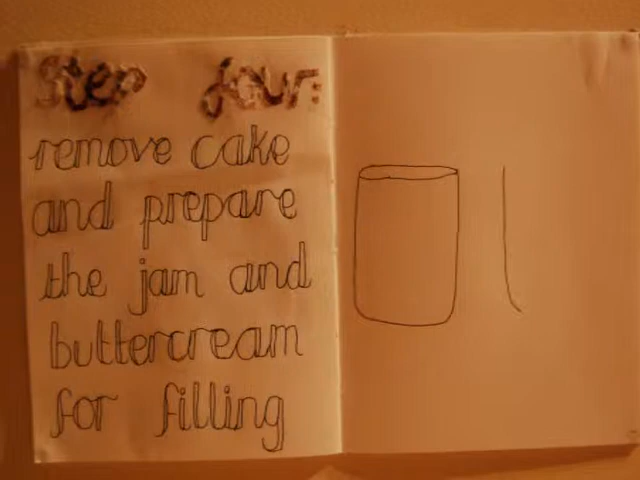 Step four:
remove cake
and prepare
the jam and
buttercream
for filling